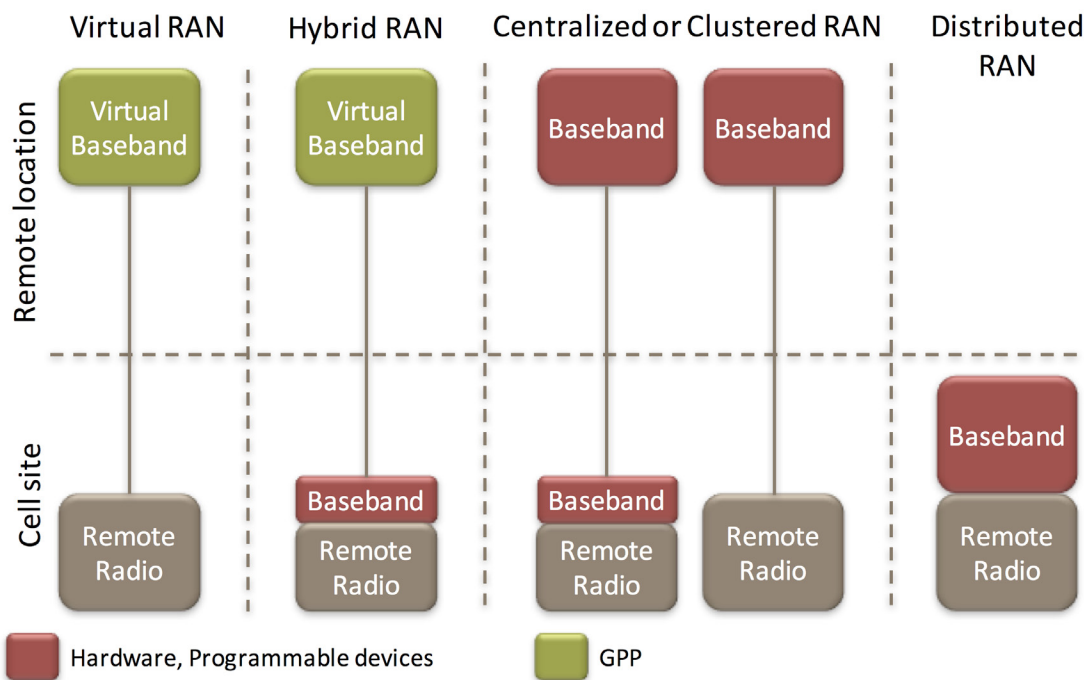 Virtual RAN
Hybrid RAN
Centralized or Clustered RAN
Distributed
RAN
Remote location
Virtual
Baseband
Virtual
Baseband
Baseband
Baseband
Cell site
Remote
Radio
Baseband
Remote
Radio
Baseband
Remote
Radio
Remote
Radio
Baseband
Remote
Radio
Hardware, Programmable devices
GPP